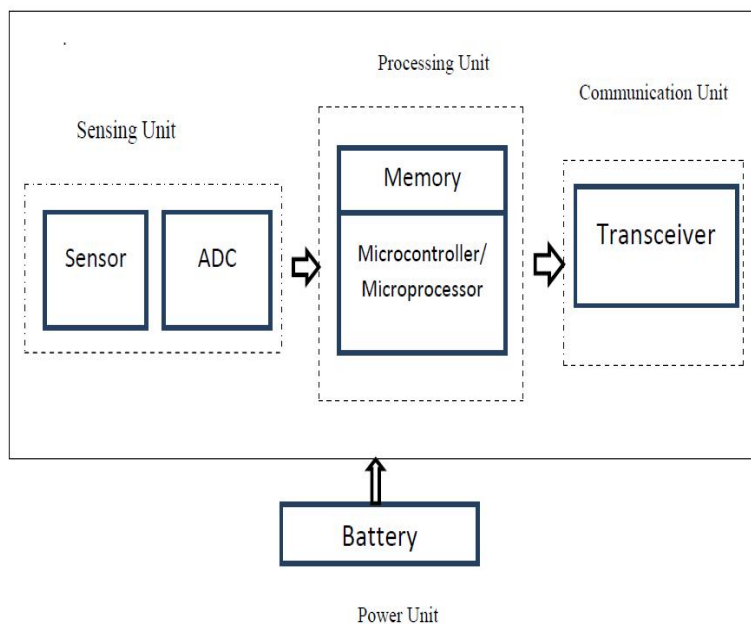 Processing Unit
Communication Unit
Sensing Unit
Memory
Sensor
ADC
Microcontroller/
Microprocessor
Transceiver
Battery
Power Unit